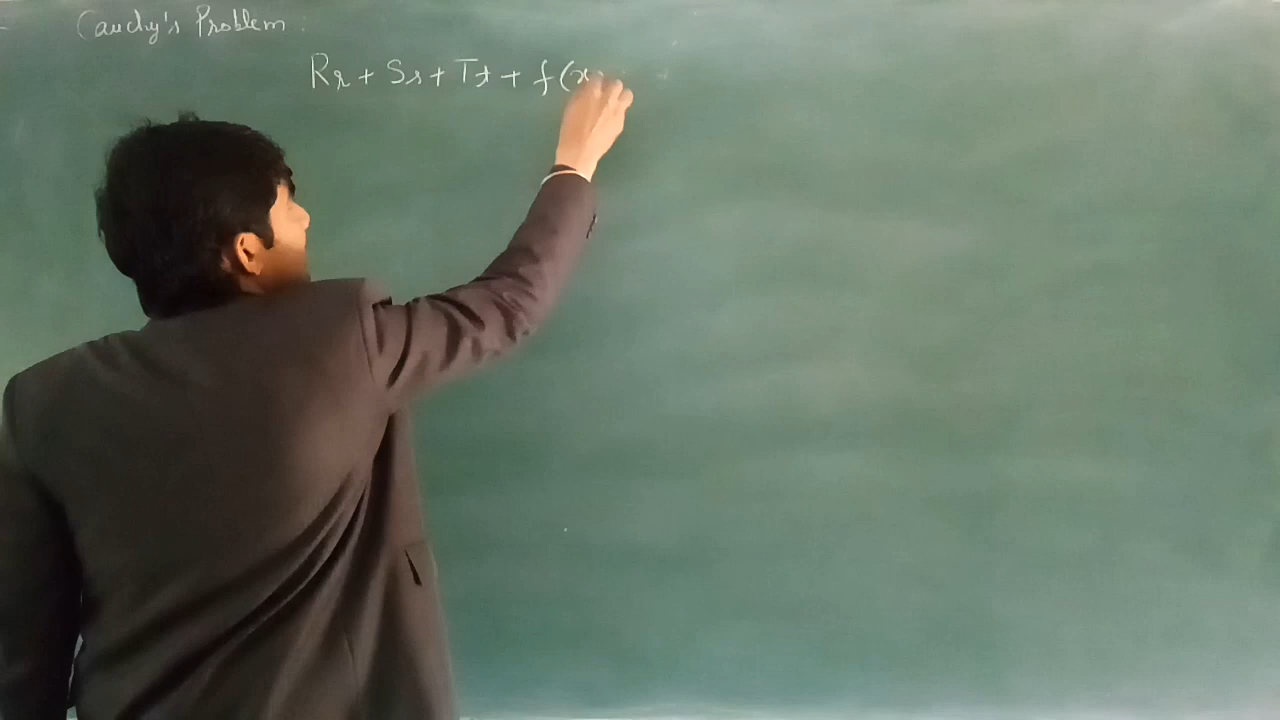 Cauchy's Problem :
Rr + Ss + Tt + f(x